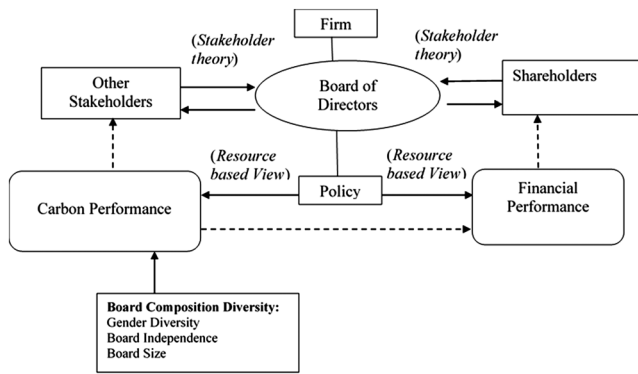 Firm
(Stakeholder
theory)
(Stakeholder
theory)
Other
Stakeholders
Board of
Directors
Shareholders
(Resource
based View)
(Resource
based View)
Carbon Performance
Policy
Financial
Performance
Board Composition Diversity:
Gender Diversity
Board Independence
Board Size